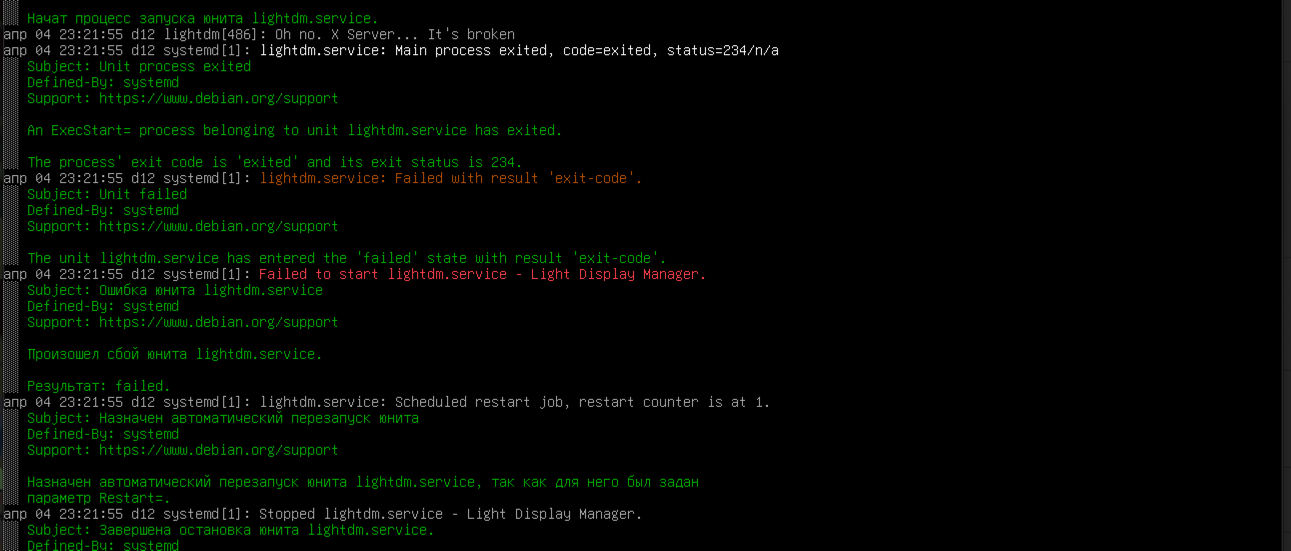 Начат процесс запуска юнита lightdm.service.
апр 04 23:21:55 d12 lightdm[486]: Oh no. X Server... It's broken
апр 04 23:21:55 d12 systemd[1]: lightdm.service: Main process exited, code=exited, status=234/n/a
Subject: Unit process exited
Defined-By: systemd
Support: https://www.debian.org/support
An ExecStart= process belonging to unit lightdm.service has exited.
The process' exit code is 'exited' and its exit status is 234.
апр 04 23:21:55 d12 systemd[1]: lightdm.service: Failed with result 'exit-code'.
Subject: Unit failed
Defined-By: systemd
Support: https://www.debian.org/support
The unit lightdm.service has entered the 'failed' state with result 'exit-code'.
апр 04 23:21:55 d12 systemd[1]: Failed to start lightdm.service - Light Display Manager.
Subject: Ошибка юнита lightdm.service
Defined-By: systemd
Support: https://www.debian.org/support
Произошел сбой юнита lightdm.service.
Результат: failed.
апр 04 23:21:55 d12 systemd[1]: lightdm.service: Scheduled restart job, restart counter is at 1.
Subject: Назначен автоматический перезапуск юнита
Defined-By: systemd
Support: https://www.debian.org/support
Назначен автоматический перезапуск юнита lightdm.service, так как для него был задан
параметр Restart=.
апр 04 23:21:55 d12 systemd[1]: Stopped lightdm.service - Light Display Manager.
Subject: Завершена остановка юнита lightdm.service.
Defined-By: systemd